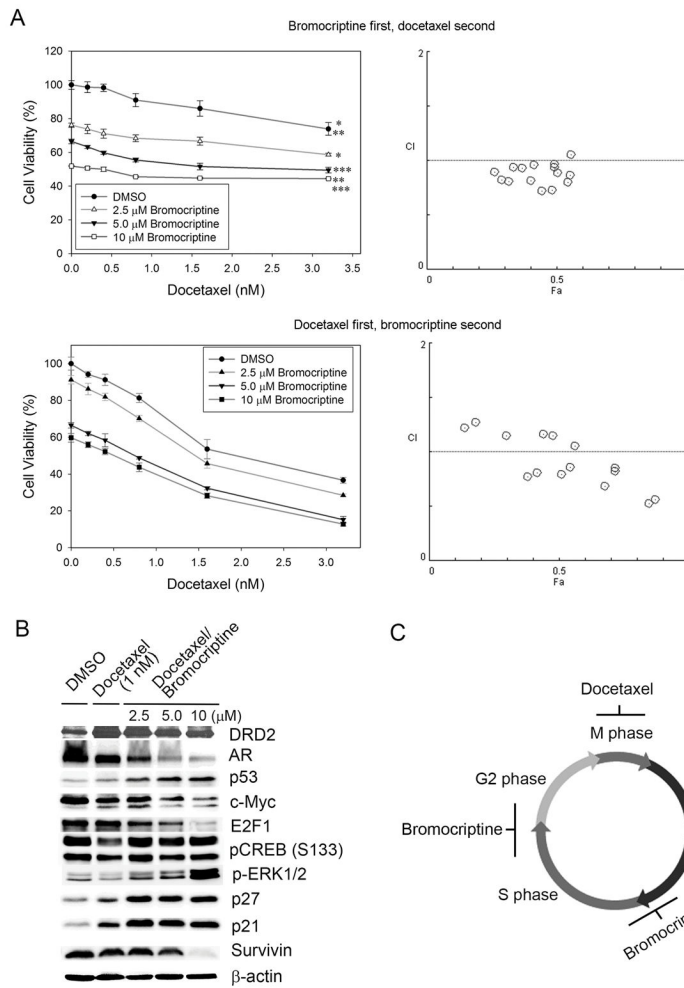 A
Bromocriptine first, docetaxel second
120
100
80
60
40
20
0
Cell Viability (%)
DMSO
2.5 μM Bromocriptine
5.0 μM Bromocriptine
10 μM Bromocriptine
*
**
*
***
**
***
0.0 0.5 1.0 1.5 2.0 2.5 3.0 3.5
Docetaxel (nM)
2
CI
0
0 0.5
Fa
Docetaxel first, bromocriptine second
100
80
60
40
20
0
Cell Viability (%)
DMSO
2.5 μM Bromocriptine
5.0 μM Bromocriptine
10 μM Bromocriptine
0.0 0.5 1.0 1.5 2.0 2.5 3.0
Docetaxel (nM)
2
CI
0
0 0.5
Fa
B
DMSO
Docetaxel
(1 nM)
Docetaxel/
Bromocriptine
2.5 5.0 10 (μM)
DRD2
AR
p53
c-Myc
E2F1
pCREB (S133)
p-ERK1/2
p27
p21
Survivin
β-actin
C
Docetaxel
M phase
G2 phase
Bromocriptine
S phase
Bromocrip